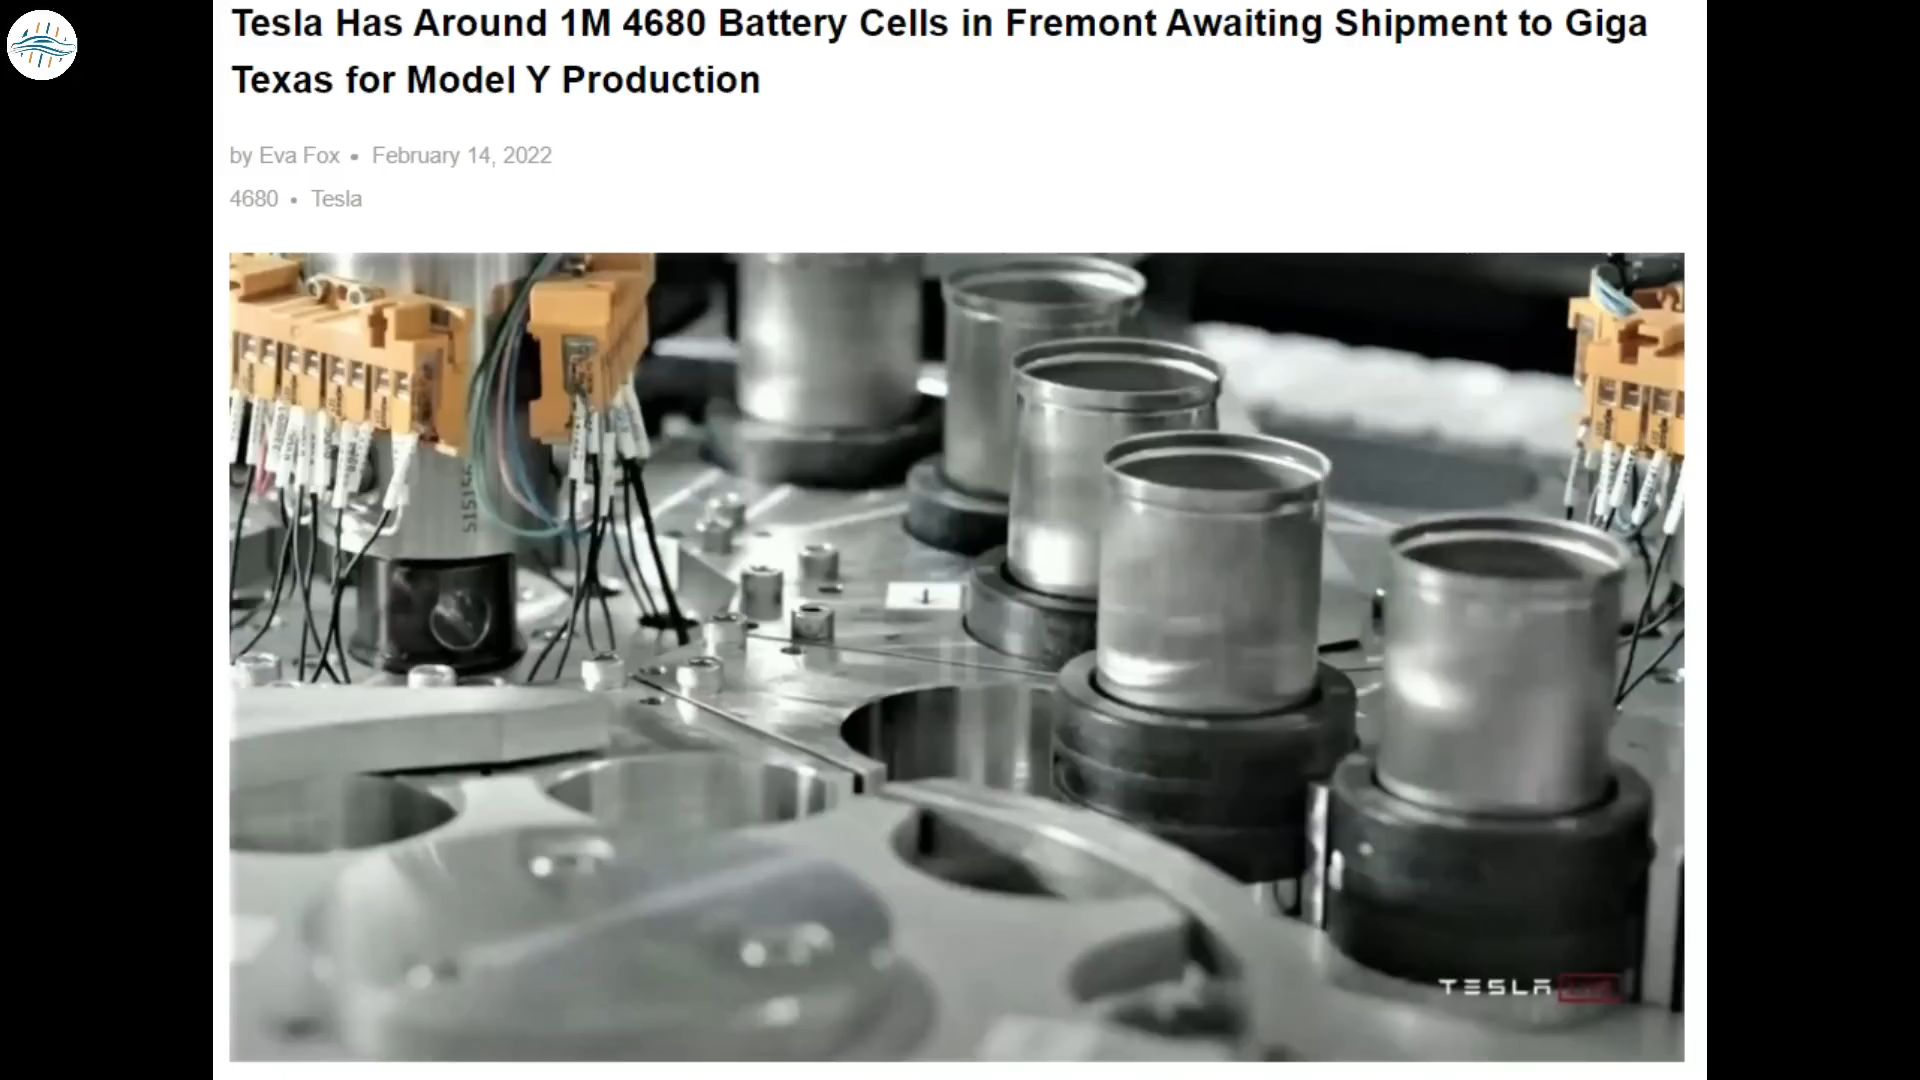 Tesla Has Around 1M 4680 Battery Cells in Fremont Awaiting Shipment to Giga
Texas for Model Y Production
by Eva Fox • February 14, 2022
4680 • Tesla
TESLA